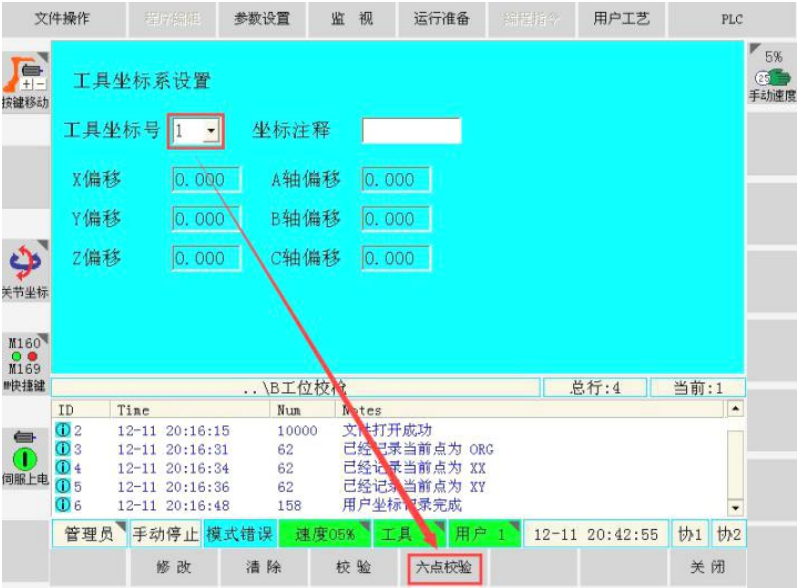 文件操作 程序编辑 参数设置 监 视 运行准备 编程指令 用户工艺 PLC
5%
25
手动速度
按键移动
工具坐标系设置
工具坐标号 1 坐标注释
X偏移 0.000 A轴偏移 0.000
Y偏移 0.000 B轴偏移 0.000
Z偏移 0.000 C轴偏移 0.000
关节坐标
M160
M169
快捷键
..\B工位校检 总行:4 当前:1
ID Time Num Notes
2 12-11 20:16:15 10000 文件打开成功
3 12-11 20:16:31 62 已经记录当前点为 ORG
4 12-11 20:16:34 62 已经记录当前点为 XX
5 12-11 20:16:36 62 已经记录当前点为 XY
6 12-11 20:16:48 158 用户坐标记录完成
伺服上电
管理员 手动停止 模式错误 速度05% 工具 用户 1 12-11 20:42:55 协1 协2
修 改 清 除 校 验 六点校验 关 闭